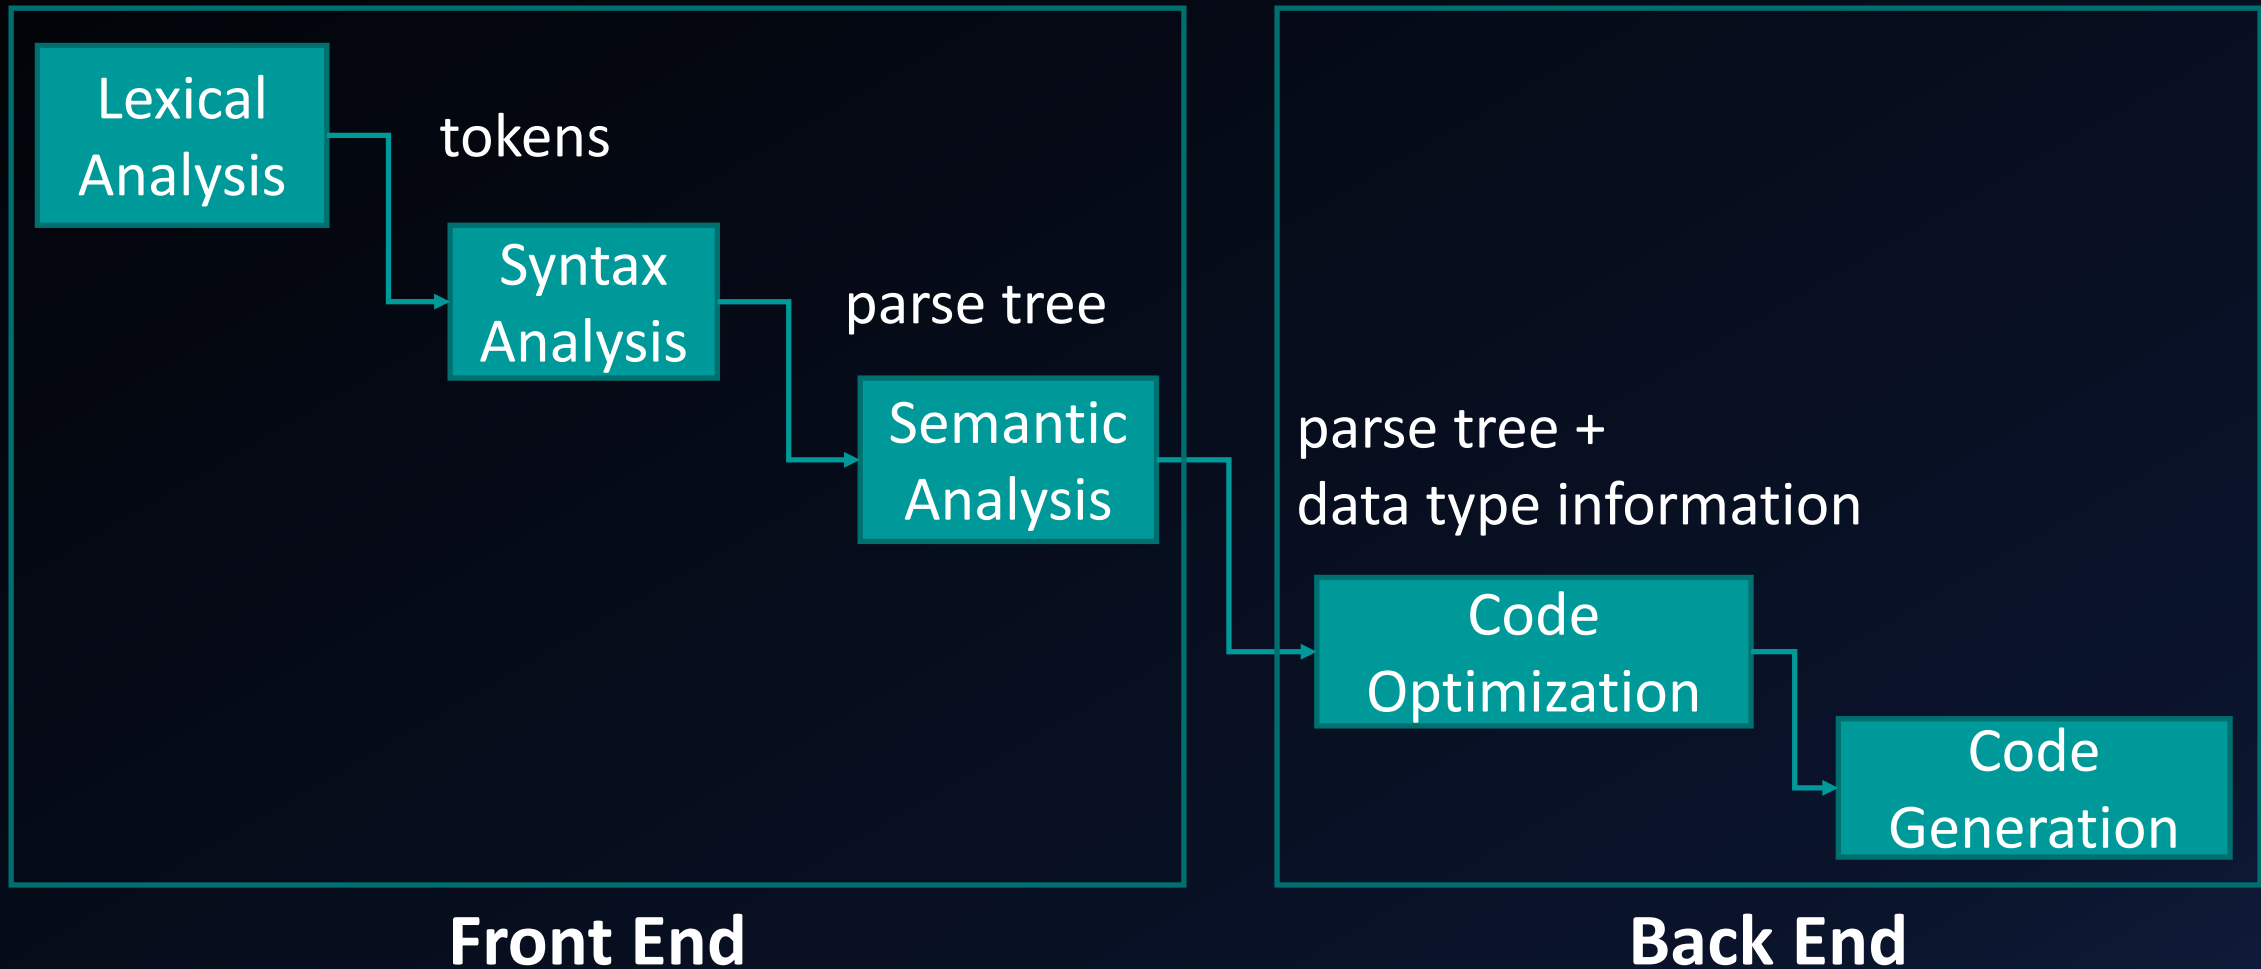 Lexical
Analysis
tokens
Syntax
Analysis
parse tree
Semantic
Analysis
parse tree +
data type information
Code
Optimization
Code
Generation
Front End
Back End